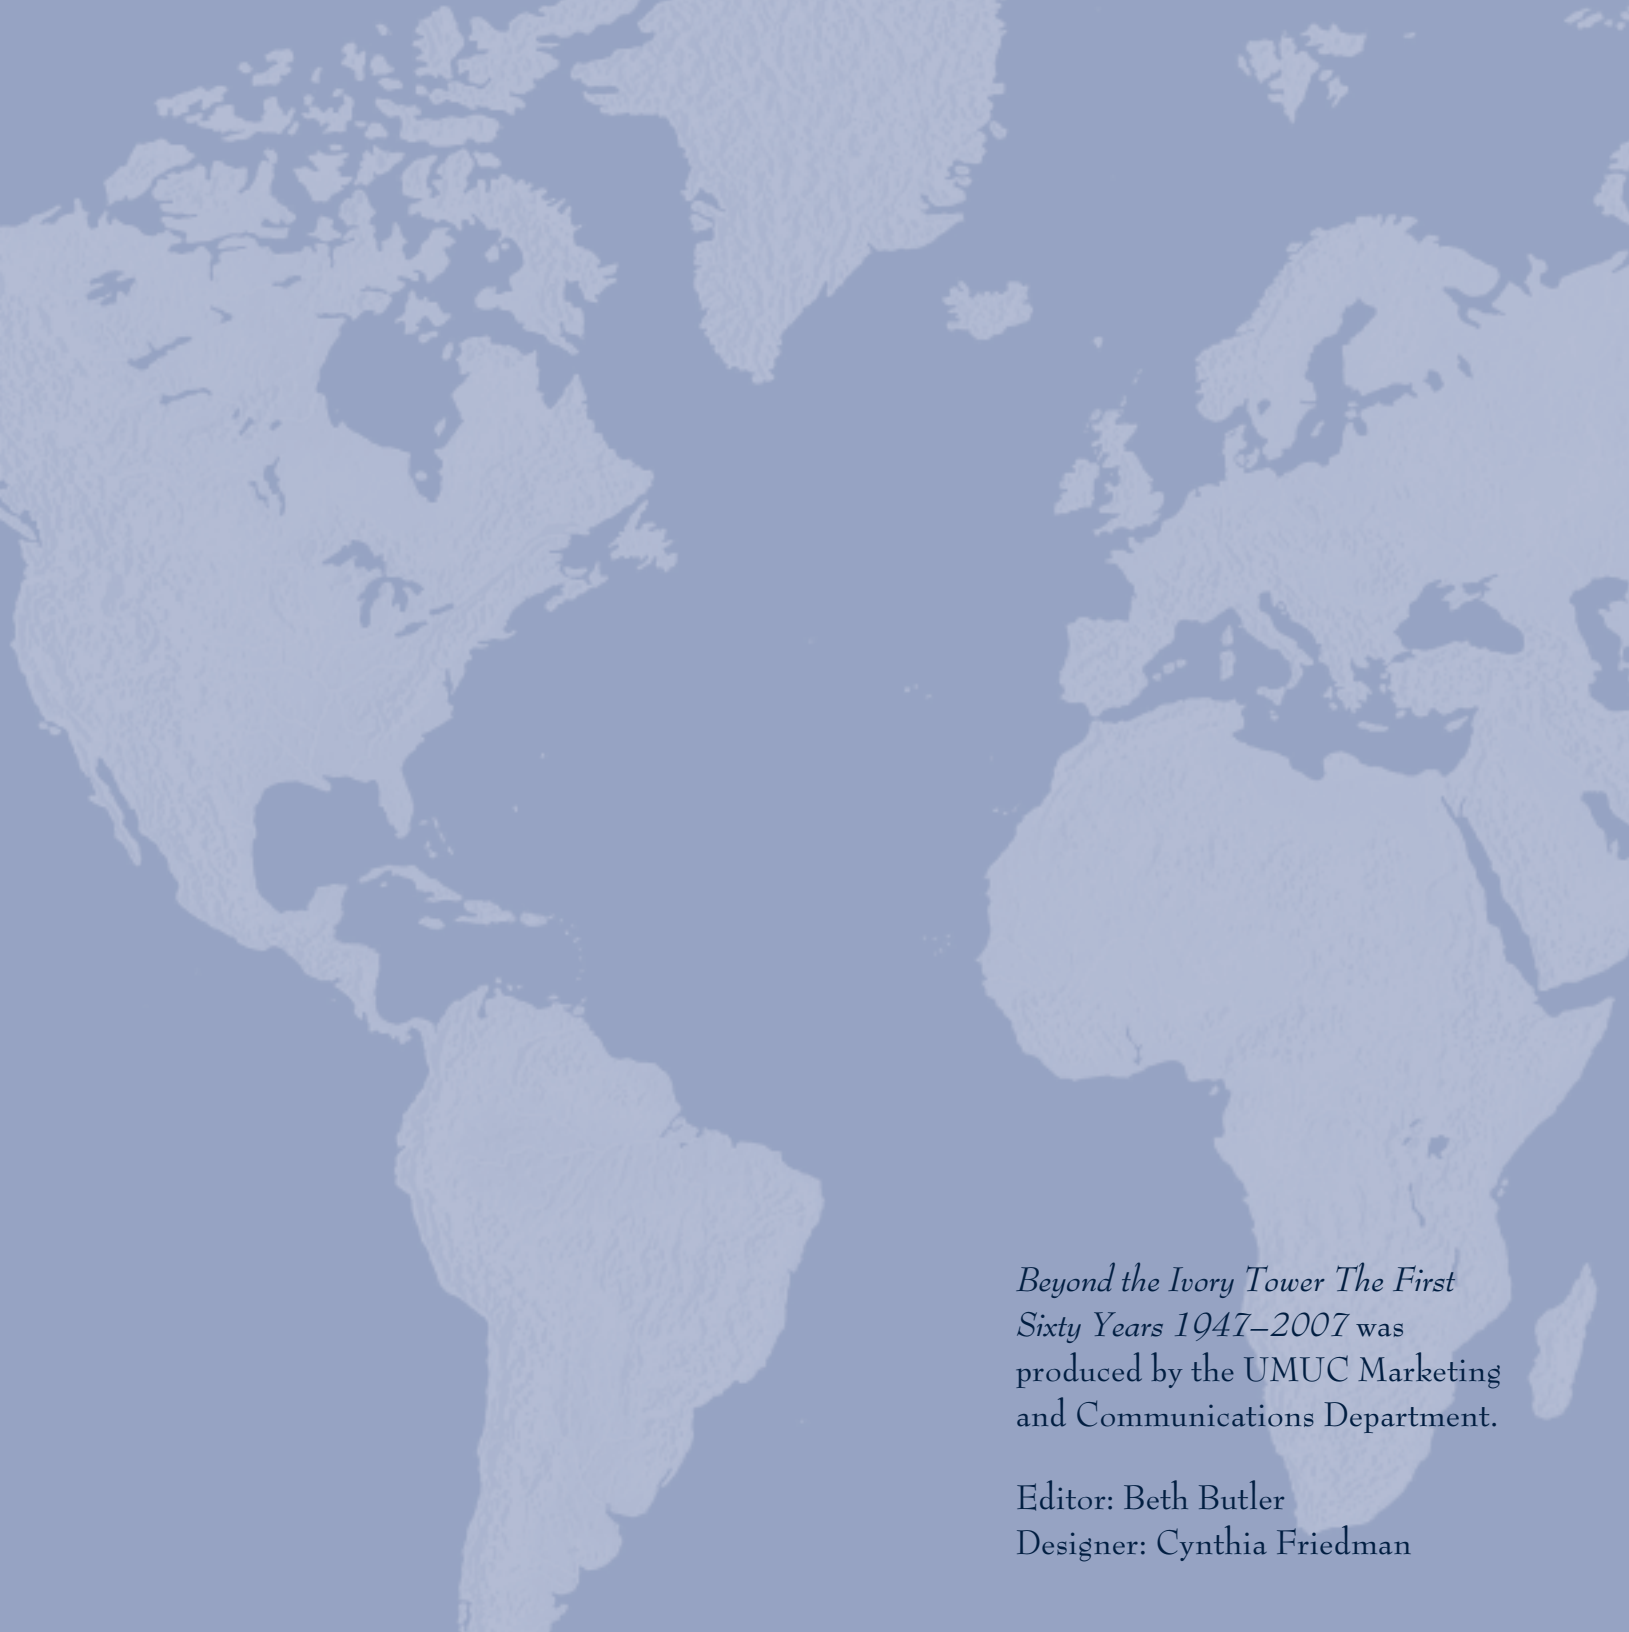 Beyond the Ivory Tower The First
Sixty Years 1947–2007 was
produced by the UMUC Marketing
and Communications Department.
Editor: Beth Butler
Designer: Cynthia Friedman